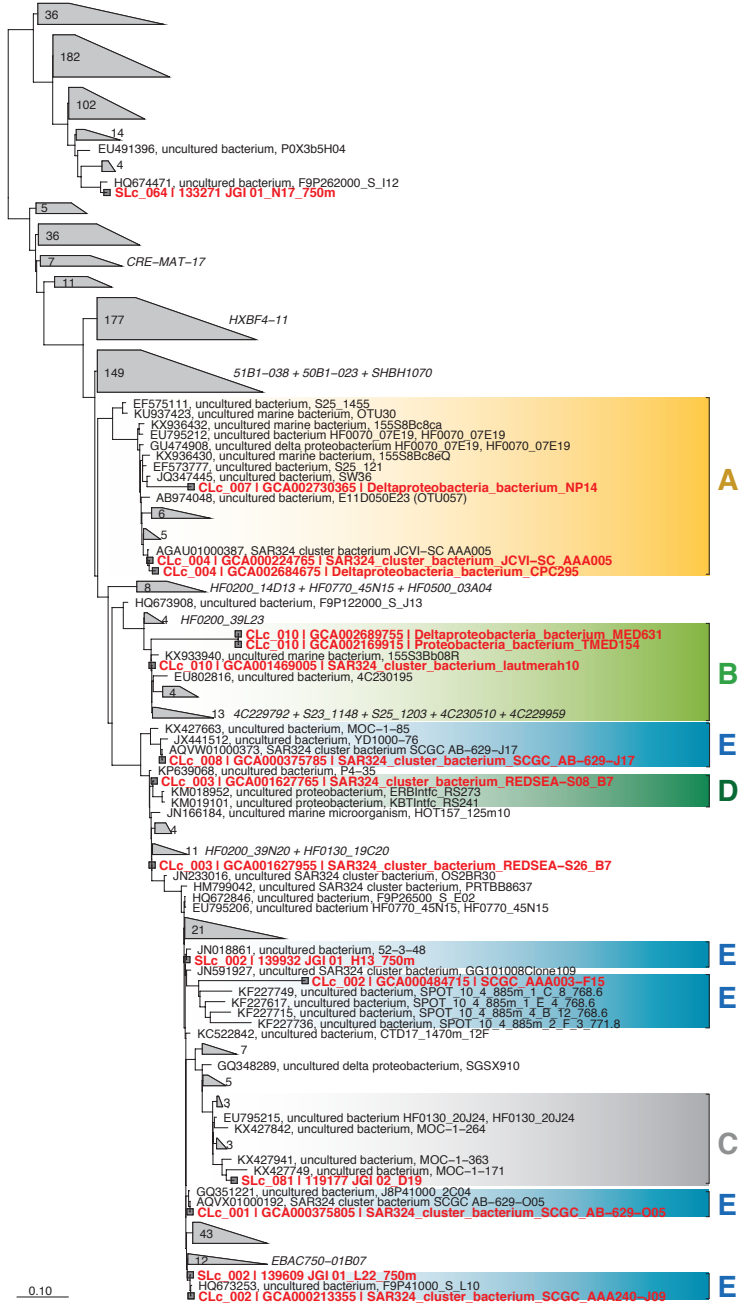 36
182
102
14
EU491396, uncultured bacterium, P0X3b5H04
4
HQ674471, uncultured bacterium, F9P262000_S_I12
SLc_064 | 133271 JGI 01_N17_750m
5
36
7 CRE−MAT−17
11
177 HXBF4−11
149 51B1−038 + 50B1−023 + SHBH1070
EF575111, uncultured bacterium, S25_1455
KU937423, uncultured marine bacterium, OTU30
KX936432, uncultured marine bacterium, 155S8Bc8ca
EU795212, uncultured bacterium HF0070_07E19, HF0070_07E19
GU474908, uncultured delta proteobacterium HF0070_07E19, HF0070_07E19
KX936430, uncultured marine bacterium, 155S8Bc8eQ
EF573777, uncultured bacterium, S25_121
JQ347445, uncultured bacterium, SW36
CLc_007 | GCA002730365 | Deltaproteobacteria_bacterium_NP14
A
AB974048, uncultured bacterium, E11D050E23 (OTU057)
6
5
AGAU01000387, SAR324 cluster bacterium JCVI−SC AAA005
CLc_004 | GCA000224765 | SAR324_cluster_bacterium_JCVI−SC_AAA005
CLc_004 | GCA002684675 | Deltaproteobacteria_bacterium_CPC295
8 HF0200_14D13 + HF0770_45N15 + HF0500_03A04
HQ673908, uncultured bacterium, F9P122000_S_J13
4 HF0200_39L23
CLc_010 | GCA002689755 | Deltaproteobacteria_bacterium_MED631
CLc_010 | GCA002169915 | Proteobacteria_bacterium_TMED154
KX933940, uncultured marine bacterium, 155S3Bb08R
CLc_010 | GCA001469005 | SAR324_cluster_bacterium_lautmerah10
EU802816, uncultured bacterium, 4C230195
B
4
13 4C229792 + S23_1148 + S25_1203 + 4C230510 + 4C229959
KX427663, uncultured bacterium, MOC−1−85
JX441512, uncultured bacterium, YD1000−76
AQVW01000373, SAR324 cluster bacterium SCGC AB−629−J17
CLc_008 | GCA000375785 | SAR324_cluster_bacterium_SCGC_AB−629−J17
E
KP639068, uncultured bacterium, P4−35
CLc_003 | GCA001627765 | SAR324_cluster_bacterium_REDSEA−S08_B7
KM018952, uncultured proteobacterium, ERBIntfc_RS273
KM019101, uncultured proteobacterium, KBTIntfc_RS241
D
JN166184, uncultured marine microorganism, HOT157_125m10
4
11 HF0200_39N20 + HF0130_19C20
CLc_003 | GCA001627955 | SAR324_cluster_bacterium_REDSEA−S26_B7
JN233016, uncultured SAR324 cluster bacterium, OS2BR30
HM799042, uncultured SAR324 cluster bacterium, PRTBB8637
HQ672846, uncultured bacterium, F9P26500_S_E02
EU795206, uncultured bacterium HF0770_45N15, HF0770_45N15
21
JN018861, uncultured bacterium, 52−3−48
SLc_002 | 139932 JGI 01_H13_750m
E
JN591927, uncultured SAR324 cluster bacterium, GG101008Clone109
CLc_002 | GCA000484715 | SCGC_AAA003−F15
KF227749, uncultured bacterium, SPOT_10_4_885m_1_C_8_768.6
KF227617, uncultured bacterium, SPOT_10_4_885m_1_E_4_768.6
KF227715, uncultured bacterium, SPOT_10_4_885m_4_B_12_768.6
KF227736, uncultured bacterium, SPOT_10_4_885m_2_F_3_771.8
E
KC522842, uncultured bacterium, CTD17_1470m_12F
7
GQ348289, uncultured delta proteobacterium, SGSX910
5
3
EU795215, uncultured bacterium HF0130_20J24, HF0130_20J24
KX427842, uncultured bacterium, MOC−1−264
3
C
KX427941, uncultured bacterium, MOC−1−363
KX427749, uncultured bacterium, MOC−1−171
SLc_081 | 119177 JGI 02_D19
GQ351221, uncultured bacterium, J8P41000_2C04
AQVX01000192, SAR324 cluster bacterium SCGC AB−629−O05
CLc_001 | GCA000375805 | SAR324_cluster_bacterium_SCGC_AB−629−O05
E
43
12 EBAC750−01B07
SLc_002 | 139609 JGI 01_L22_750m
HQ673253, uncultured bacterium, F9P41000_S_L10
CLc_002 | GCA000213355 | SAR324_cluster_bacterium_SCGC_AAA240−J09
E
0.10